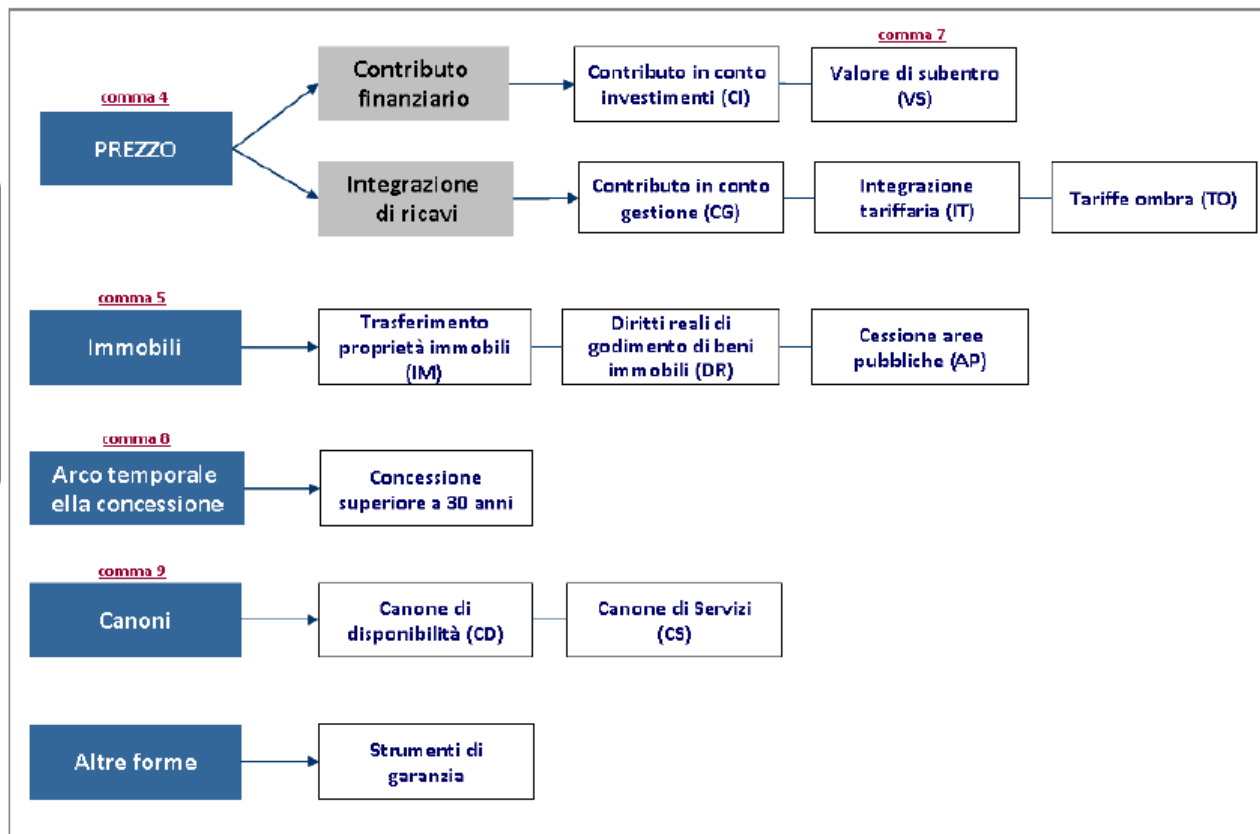 comma 4
PREZZO
Contributo
finanziario
Contributo in conto
investimenti (CI)
comma 7
Valore di subentro
(VS)
Integrazione
di ricavi
Contributo in conto
gestione (CG)
Integrazione
tariffaria (IT)
Tariffe ombra (TO)
comma 5
Immobili
Trasferimento
proprietà immobili
(IM)
Diritti reali di
godimento di beni
immobili (DR)
Cessione aree
pubbliche (AP)
comma 8
Arco temporale
ella concessione
Concessione
superiore a 30 anni
comma 9
Canoni
Canone di
disponibilità (CD)
Canone di Servizi
(CS)
Altre forme
Strumenti di
garanzia